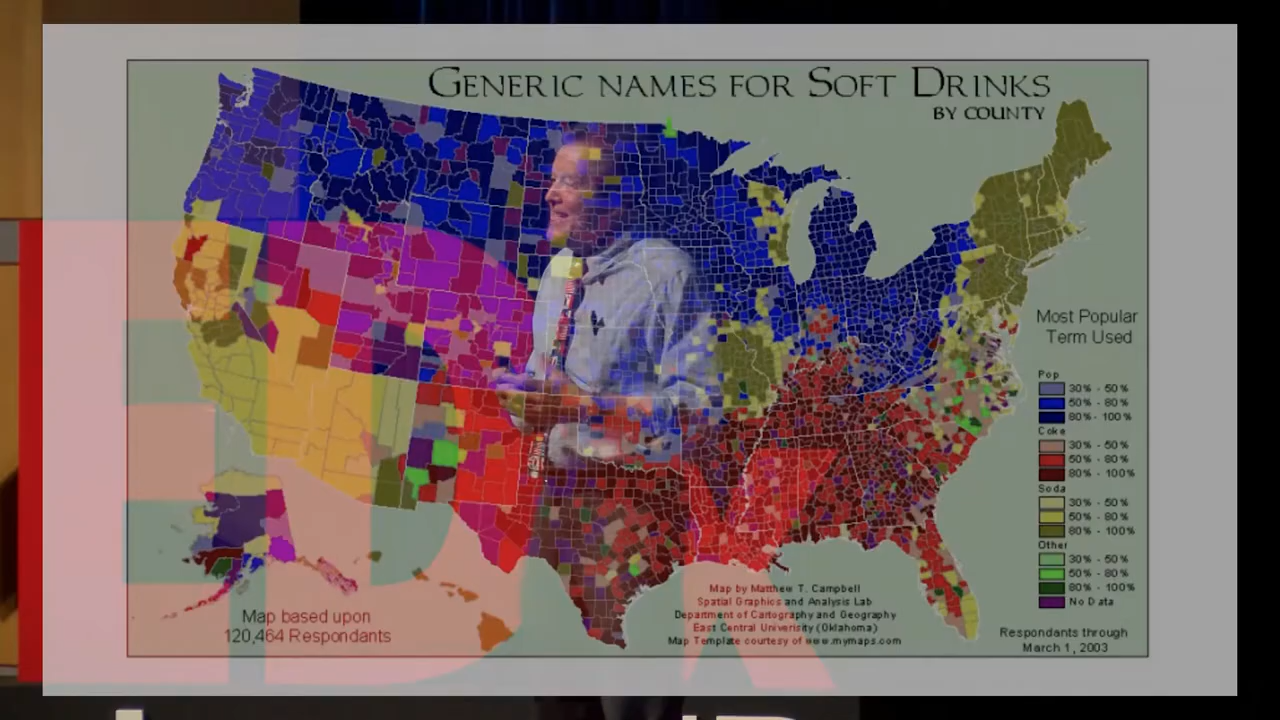 GENERIC NAMES FOR SOFT DRINKS
BY COUNTY
Most Popular
Term Used
Pop
30% - 50%
50% - 80%
80% - 100%
Coke
30% - 50%
50% - 80%
80% - 100%
Soda
30% - 50%
50% - 80%
80% - 100%
Other
30% - 50%
50% - 80%
80% - 100%
No Data
Map based upon
120,464 Respondants
Map by Matthew T. Campbell
Spatial Graphics and Analysis Lab
Department of Cartography and Geography
East Central Univerisity (Oklahoma)
Map Template courtesy of www.mymaps.com
Respondants through
March 1, 2003